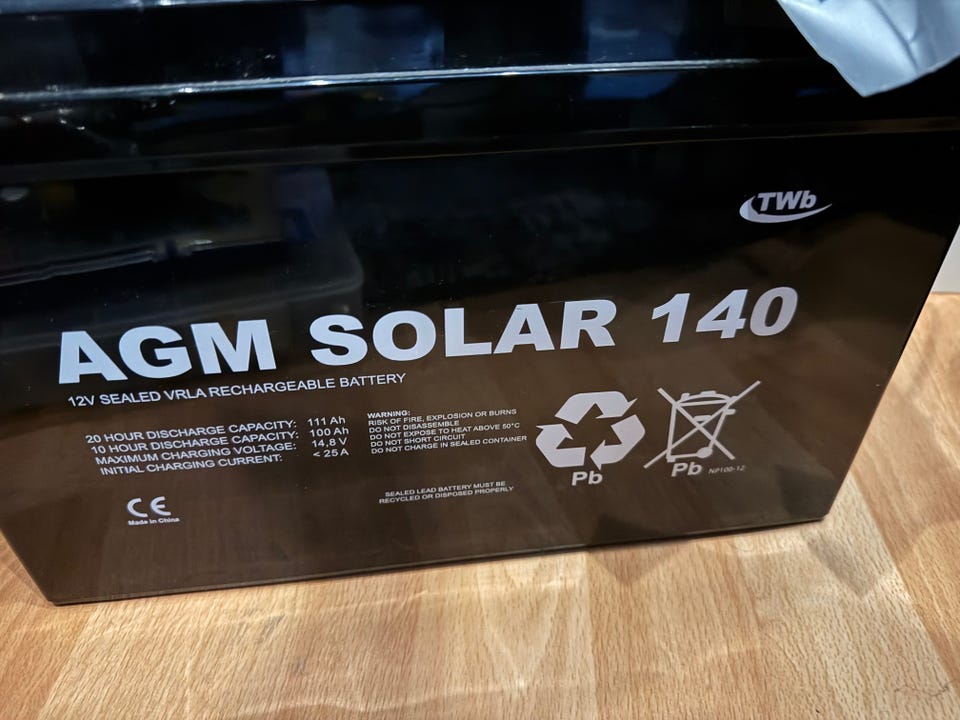 TWb
AGM SOLAR 140
12V SEALED VRLA RECHARGEABLE BATTERY
20 HOUR DISCHARGE CAPACITY: 111 Ah
10 HOUR DISCHARGE CAPACITY: 100 Ah
MAXIMUM CHARGING VOLTAGE: 14,8 V
INITIAL CHARGING CURRENT: < 25 A
WARNING:
RISK OF FIRE, EXPLOSION OR BURNS
DO NOT DISASSEMBLE
DO NOT EXPOSE TO HEAT ABOVE 50°C
DO NOT SHORT CIRCUIT
DO NOT CHARGE IN SEALED CONTAINER
Pb
Pb NP100-12
CE
Made in China
SEALED LEAD BATTERY MUST BE
RECYCLED OR DISPOSED PROPERLY